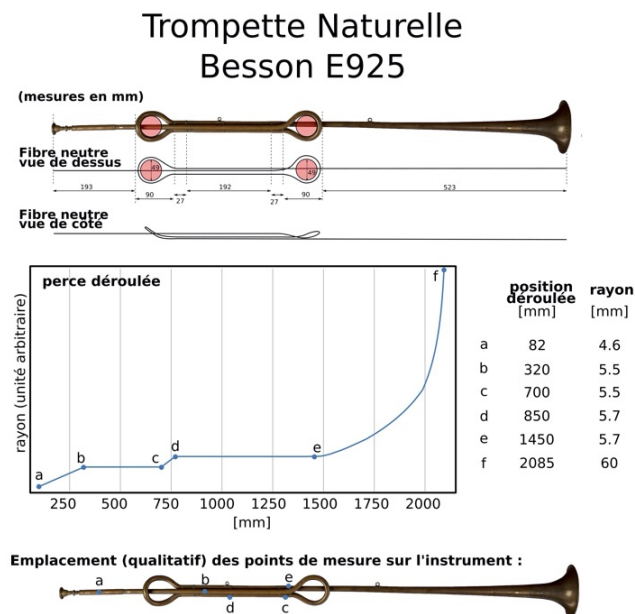 Trompette Naturelle
Besson E925
(mesures en mm)
Fibre neutre
vue de dessus
49
49
193
90
27
192
27
90
523
Fibre neutre
vue de coté
perce déroulée
rayon (unité arbitraire)
a
b
c
d
e
f
250 500 750 1000 1250 1500 1750 2000
[mm]
position
déroulée
[mm]
rayon
[mm]
a 82 4.6
b 320 5.5
c 700 5.5
d 850 5.7
e 1450 5.7
f 2085 60
Emplacement (qualitatif) des points de mesure sur l'instrument :
a
b
e
d
c